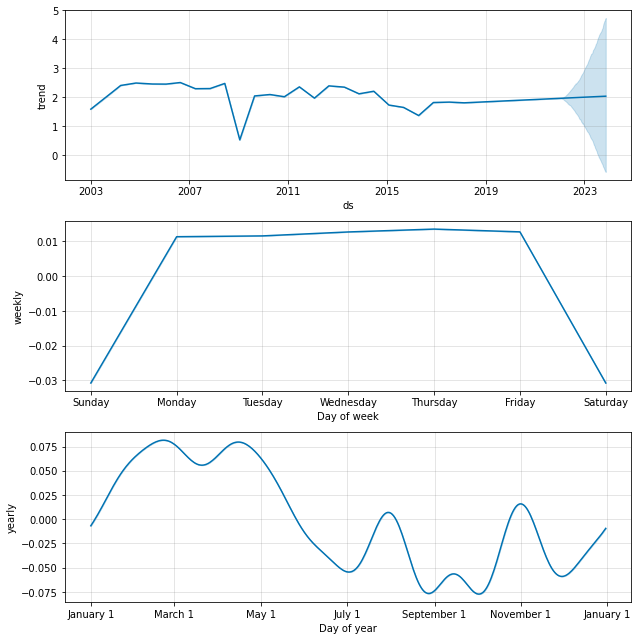 5
4
3
2
1
0
trend
2003 2007 2011 2015 2019 2023
ds
0.01
0.00
−0.01
−0.02
−0.03
weekly
Sunday Monday Tuesday Wednesday Thursday Friday Saturday
Day of week
0.075
0.050
0.025
0.000
−0.025
−0.050
−0.075
yearly
January 1 March 1 May 1 July 1 September 1 November 1 January 1
Day of year